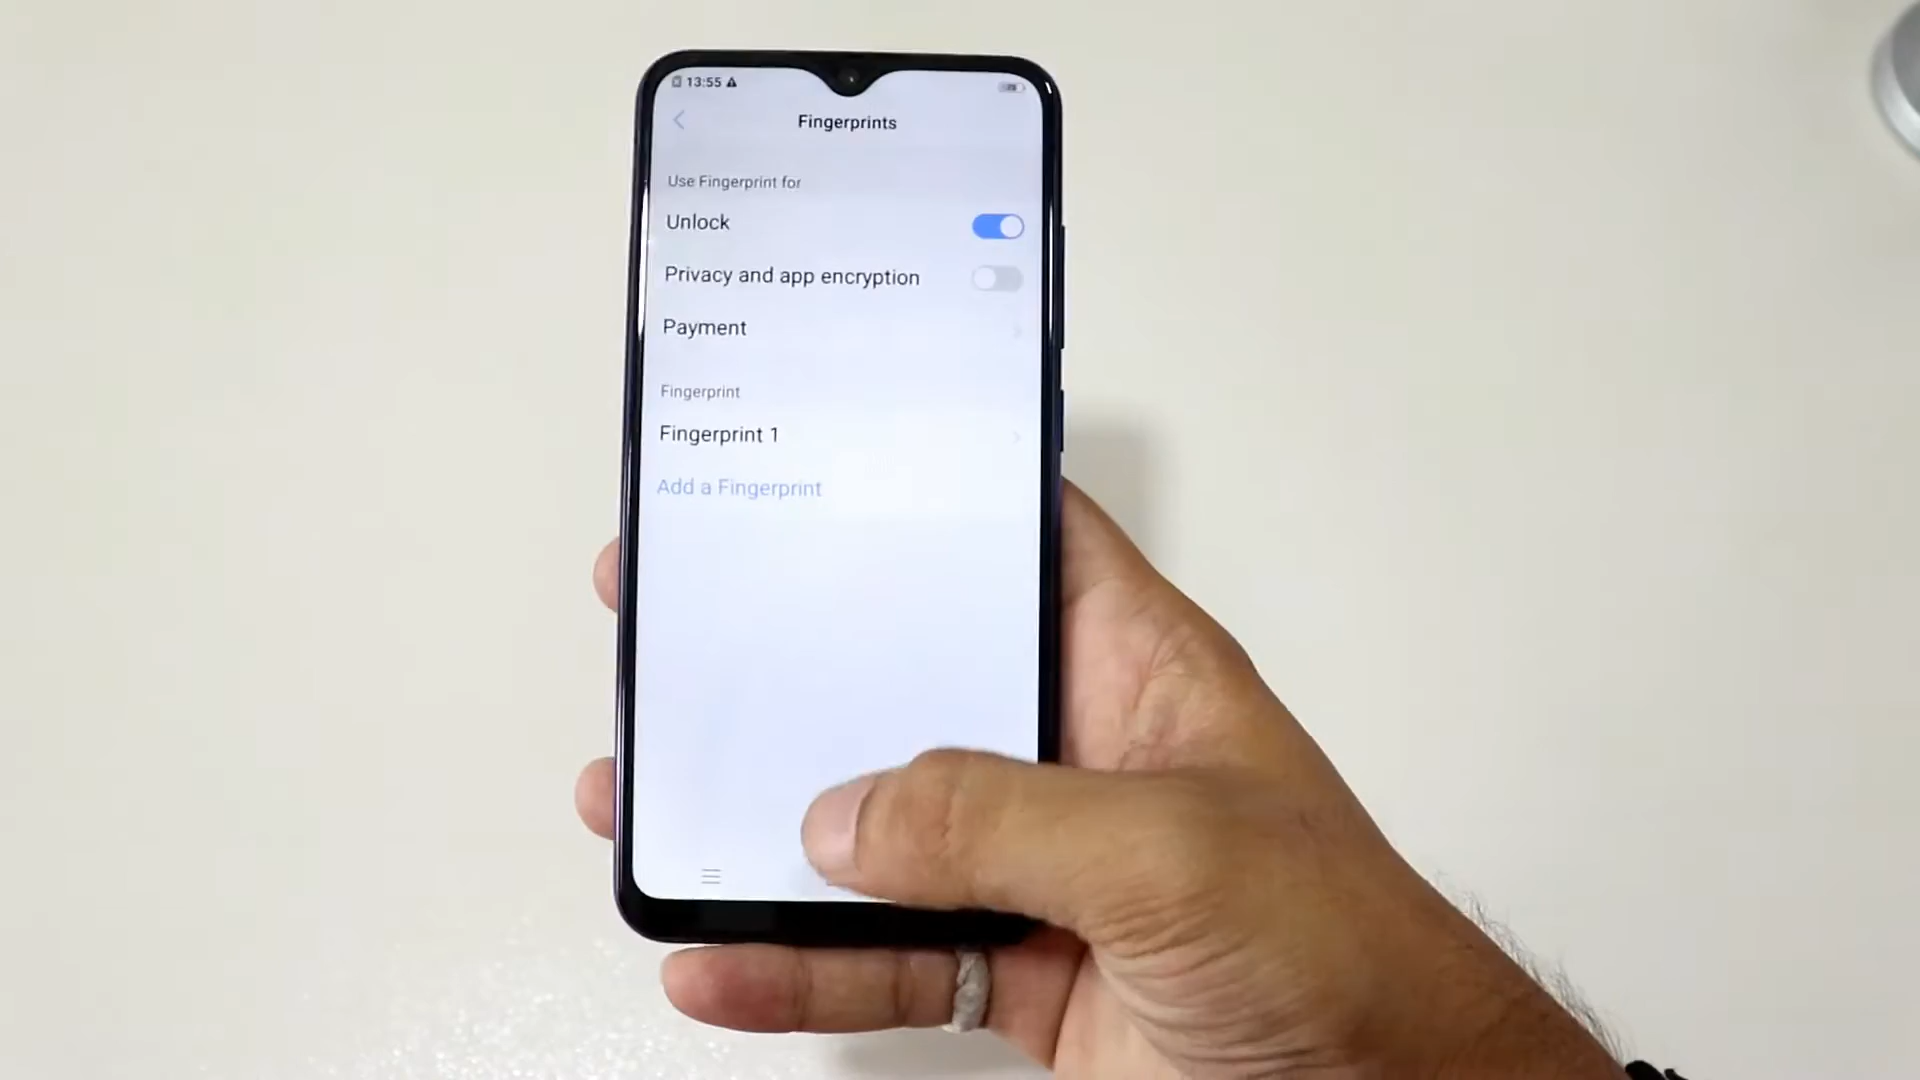 13:55
Fingerprints
Use Fingerprint for
Unlock
Privacy and app encryption
Payment
Fingerprint
Fingerprint 1
Add a Fingerprint